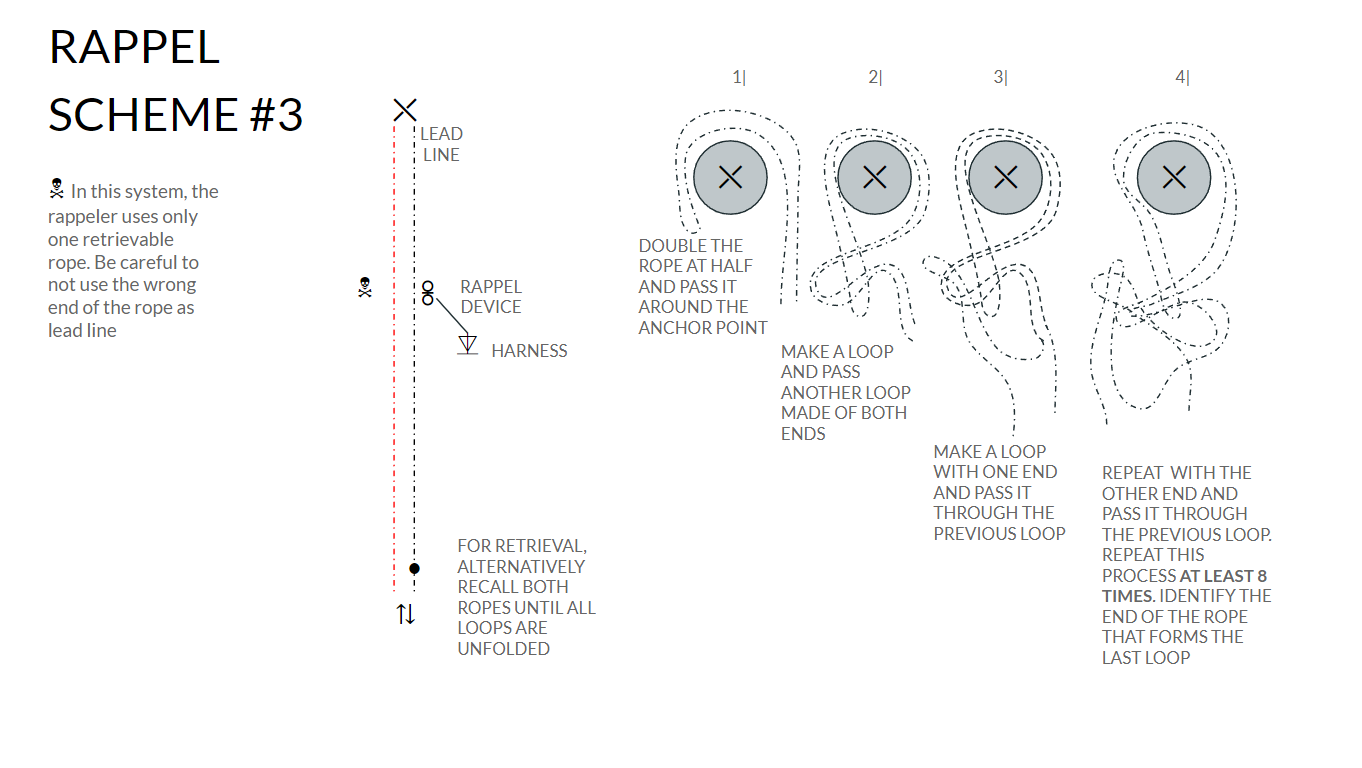 RAPPEL
SCHEME #3
In this system, the
rappeler uses only
one retrievable
rope. Be careful to
not use the wrong
end of the rope as
lead line
LEAD
LINE
RAPPEL
DEVICE
HARNESS
FOR RETRIEVAL,
ALTERNATIVELY
RECALL BOTH
ROPES UNTIL ALL
LOOPS ARE
UNFOLDED
1|
DOUBLE THE
ROPE AT HALF
AND PASS IT
AROUND THE
ANCHOR POINT
2|
MAKE A LOOP
AND PASS
ANOTHER LOOP
MADE OF BOTH
ENDS
3|
MAKE A LOOP
WITH ONE END
AND PASS IT
THROUGH THE
PREVIOUS LOOP
4|
REPEAT WITH THE
OTHER END AND
PASS IT THROUGH
THE PREVIOUS LOOP.
REPEAT THIS
PROCESS AT LEAST 8
TIMES. IDENTIFY THE
END OF THE ROPE
THAT FORMS THE
LAST LOOP